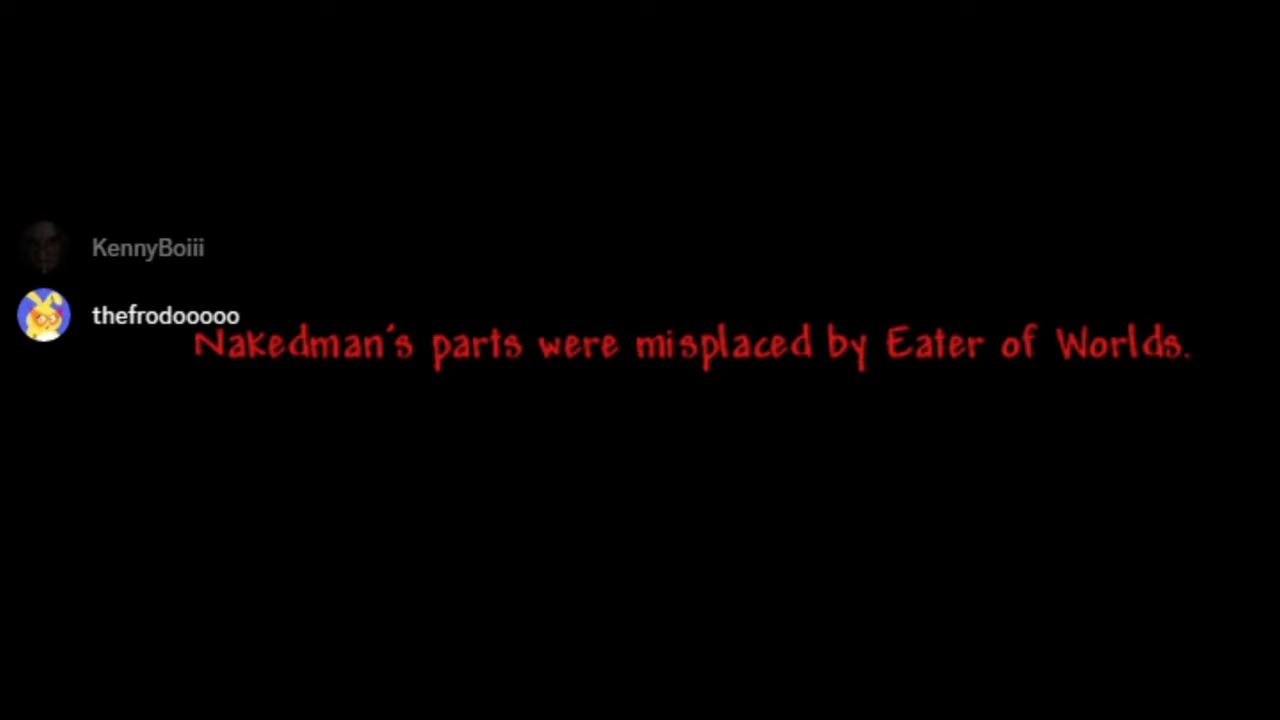 KennyBoiii
thefrodooooo
Nakedman's parts were misplaced by Eater of Worlds.